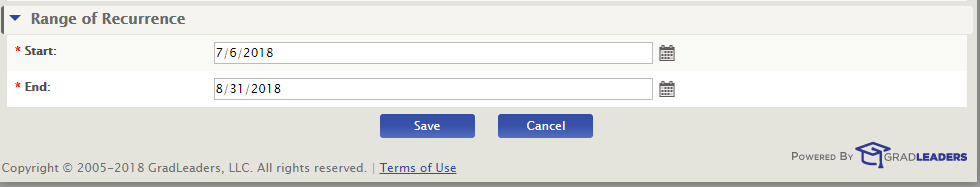 Range of Recurrence
* Start: 7/6/2018
* End: 8/31/2018
Save Cancel
Copyright © 2005-2018 GradLeaders, LLC. All rights reserved. | Terms of Use
POWERED BY GRADLEADERS